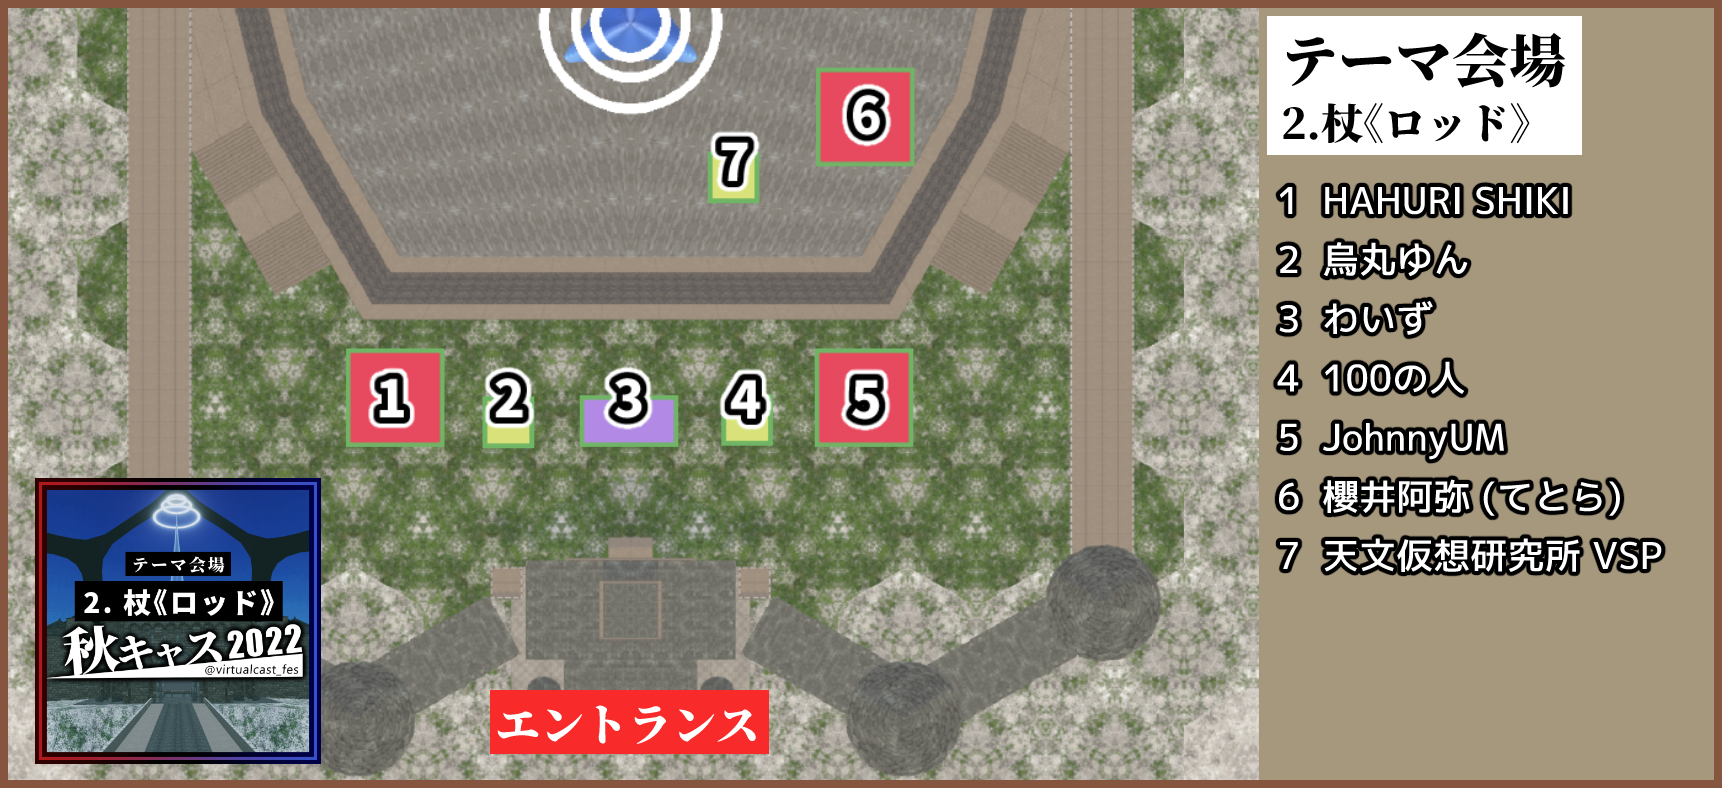 テーマ会場
2.杖《ロッド》
1 HAHURI SHIKI
2 烏丸ゆん
3 わいず
4 100の人
5 JohnnyUM
6 櫻井阿弥 (てとら)
7 天文仮想研究所 VSP
6
7
1
2
3
4
5
テーマ会場
2. 杖《ロッド》
秋キャス2022
@virtualcast_fes
エントランス